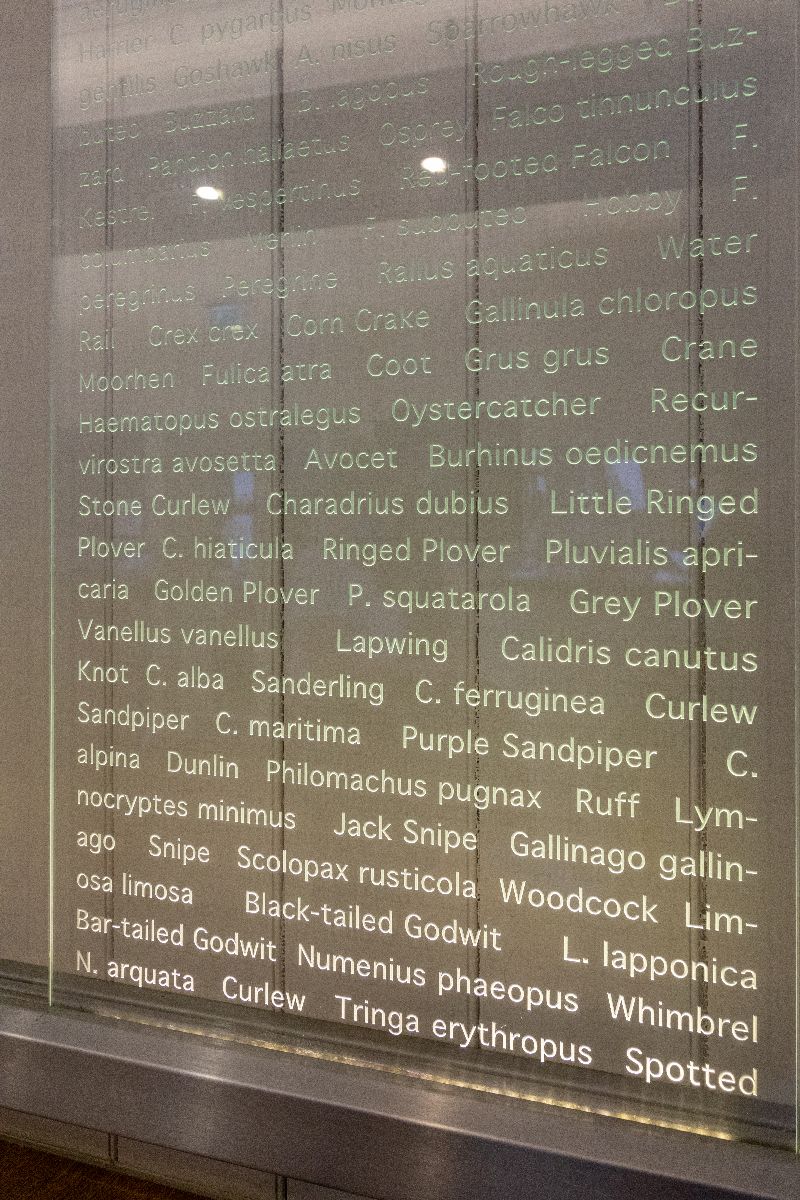 aerugino
Harrier C. pygargus Montag
gentilis Goshawk A. nisus Sparrowhawk
buteo Buzzard B. lagopus Rough-legged Buz-
zard Pandion haliaetus Osprey Falco tinnunculus
Kestrel F. vespertinus Red-footed Falcon F.
columbarius Merlin F. subbuteo Hobby F.
peregrinus Peregrine Rallus aquaticus Water
Rail Crex crex Corn Crake Gallinula chloropus
Moorhen Fulica atra Coot Grus grus Crane
Haematopus ostralegus Oystercatcher Recur-
virostra avosetta Avocet Burhinus oedicnemus
Stone Curlew Charadrius dubius Little Ringed
Plover C. hiaticula Ringed Plover Pluvialis apri-
caria Golden Plover P. squatarola Grey Plover
Vanellus vanellus Lapwing Calidris canutus
Knot C. alba Sanderling C. ferruginea Curlew
Sandpiper C. maritima Purple Sandpiper C.
alpina Dunlin Philomachus pugnax Ruff Lym-
nocryptes minimus Jack Snipe Gallinago gallin-
ago Snipe Scolopax rusticola Woodcock Lim-
osa limosa Black-tailed Godwit L. lapponica
Bar-tailed Godwit Numenius phaeopus Whimbrel
N. arquata Curlew Tringa erythropus Spotted